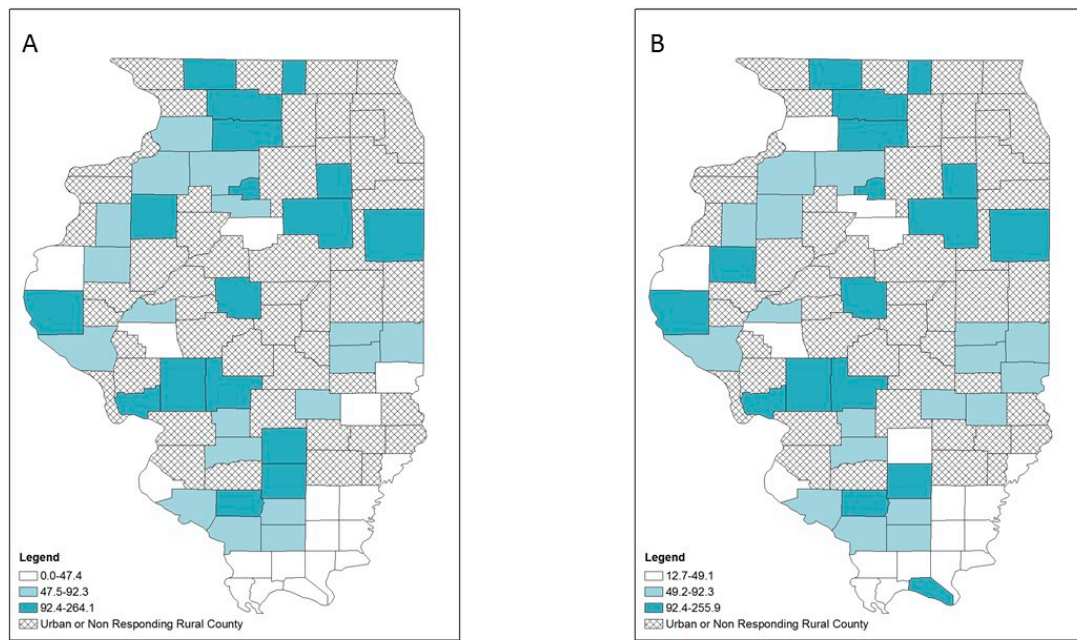 A
Legend
0.0-47.4
47.5-92.3
92.4-264.1
Urban or Non Responding Rural County
B
Legend
12.7-49.1
49.2-92.3
92.4-255.9
Urban or Non Responding Rural County